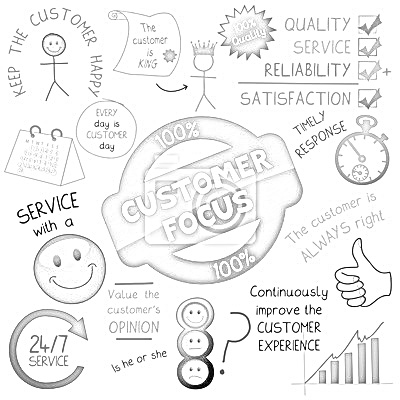 KEEP THE CUSTOMER HAPPY
The
customer
is
KING
100%
Quality
QUALITY
SERVICE
RELIABILITY
+
SATISFACTION
EVERY
day is
CUSTOMER
day
TIMELY
RESPONSE
100%
CUSTOMER
FOCUS
100%
SERVICE
with a
The customer is
ALWAYS right
Value the
customer's
OPINION
Is he or she
?
Continuously
improve the
CUSTOMER
EXPERIENCE
24/7
SERVICE